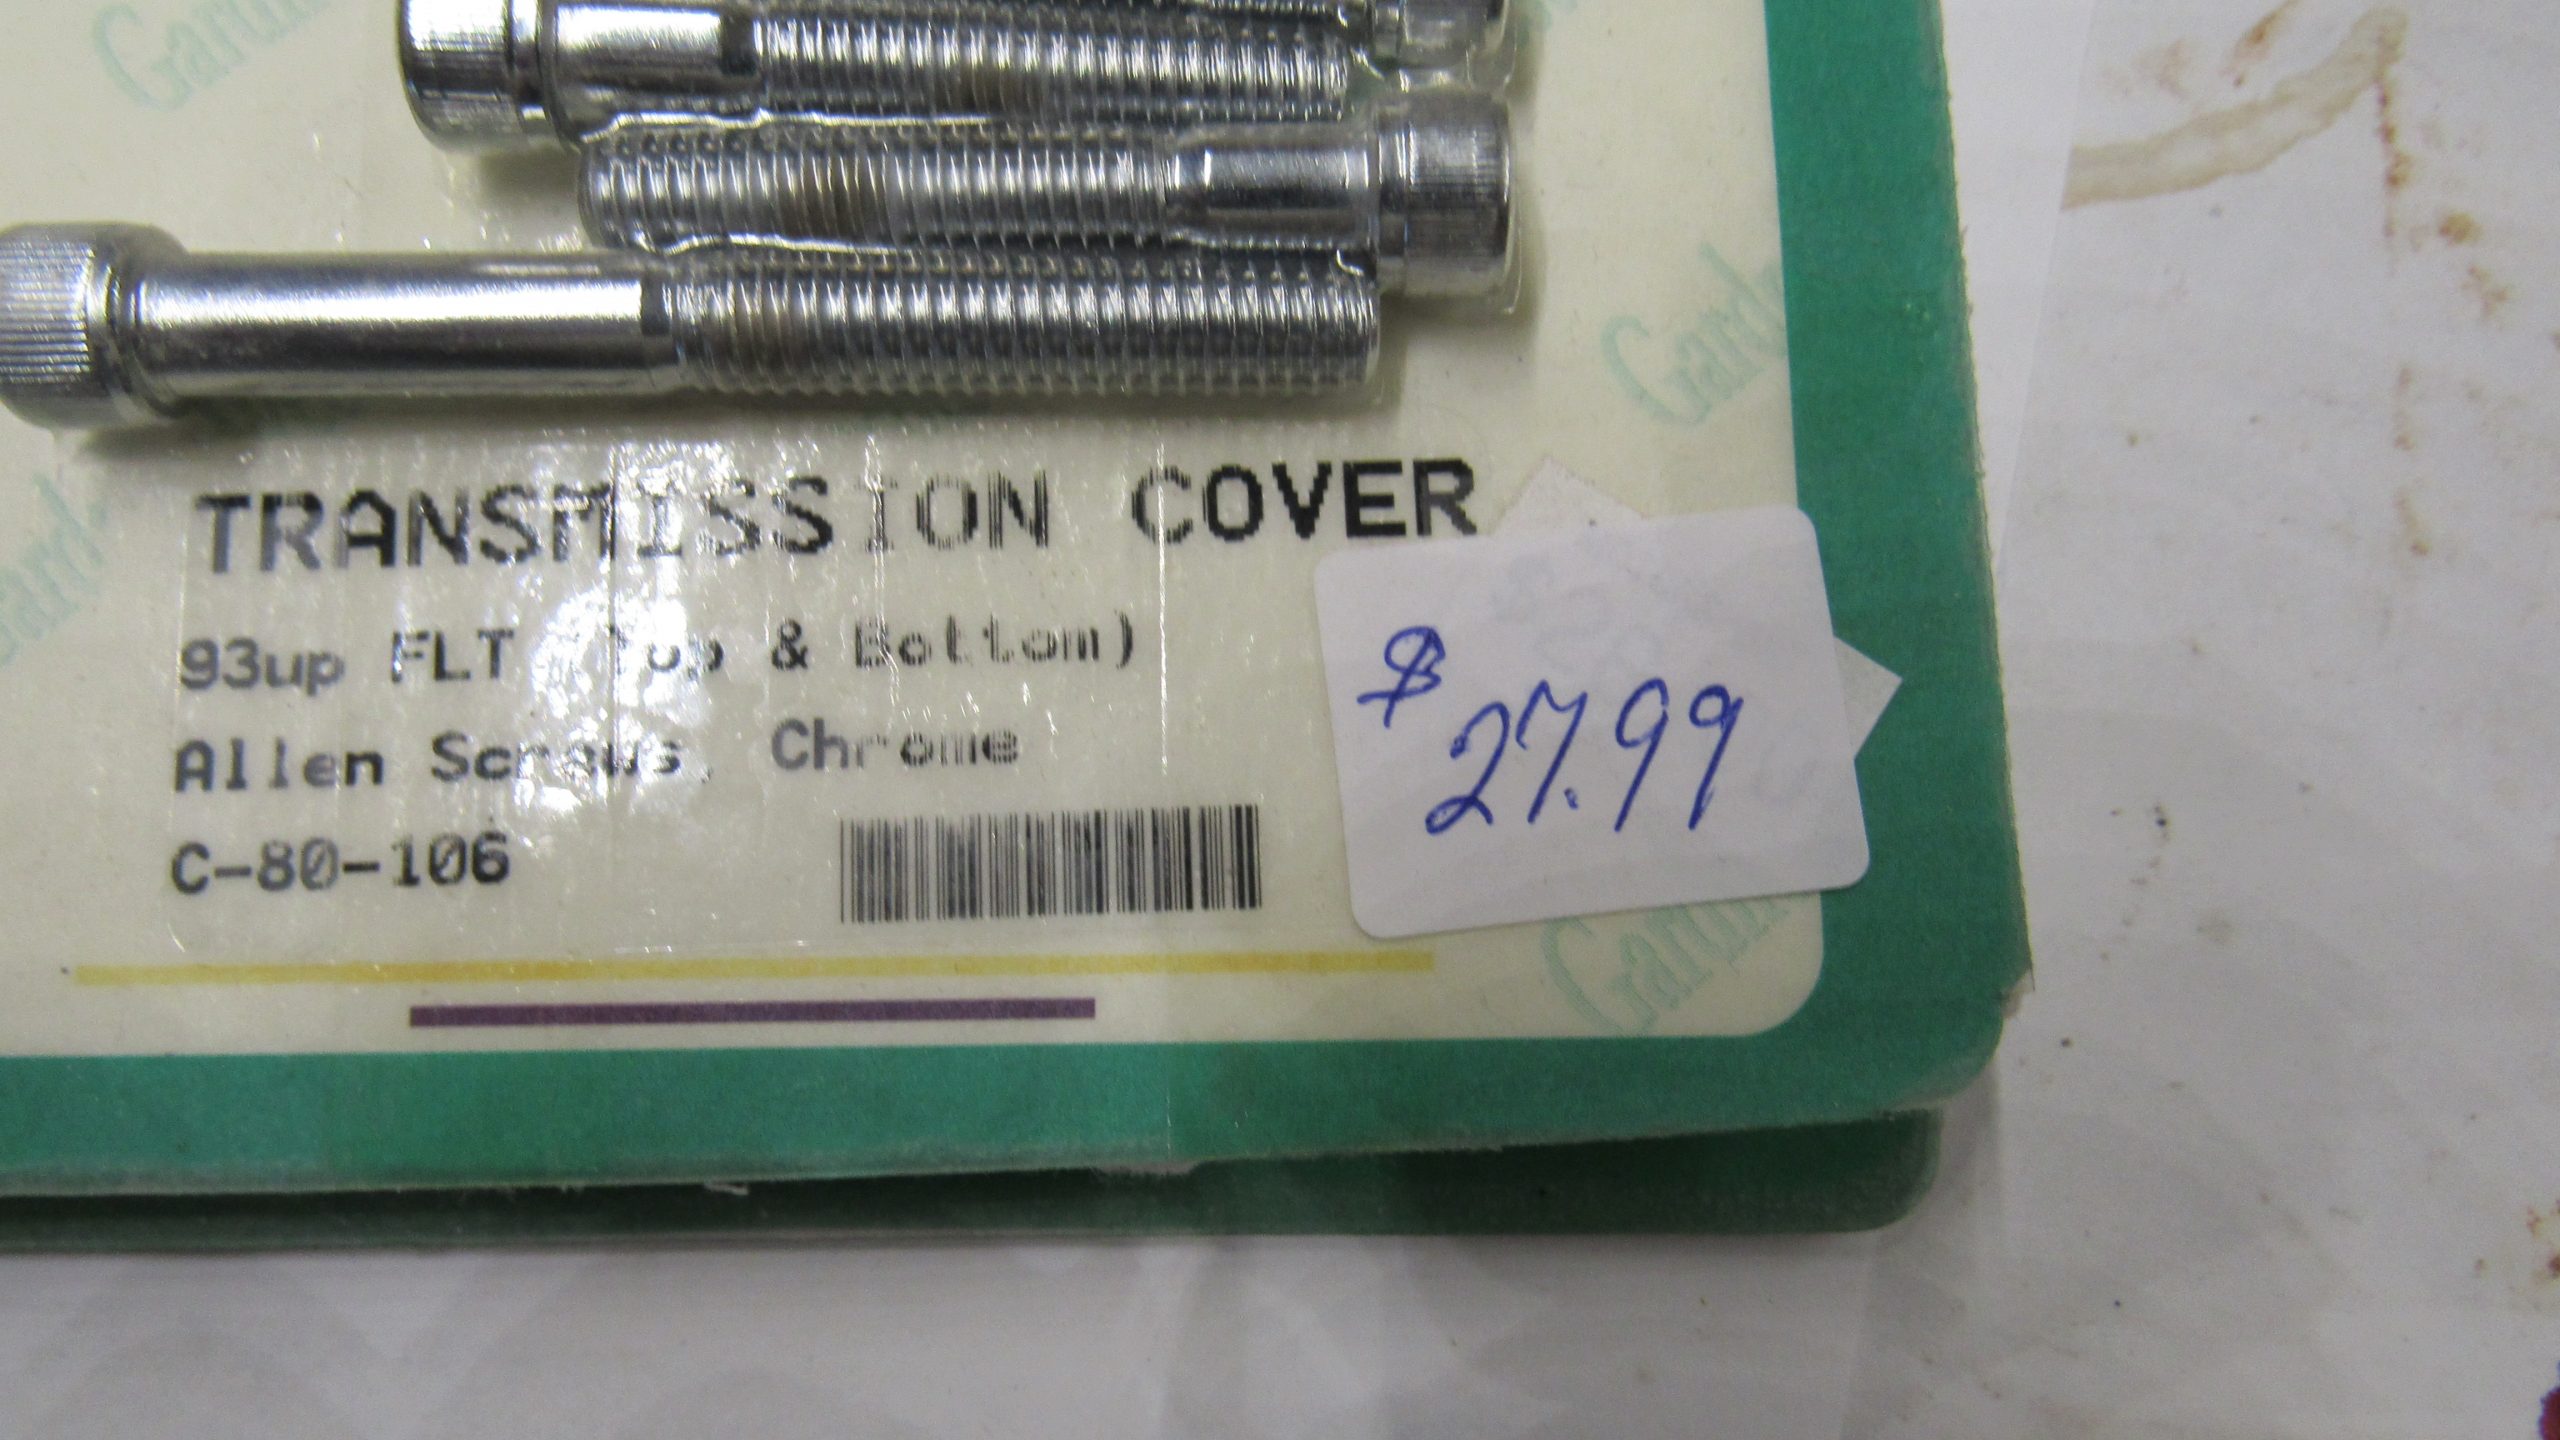 TRANSMISSION COVER
93up FLT (Top & Bottom)
Allen Screws, Chrome
C-80-106
$27.99